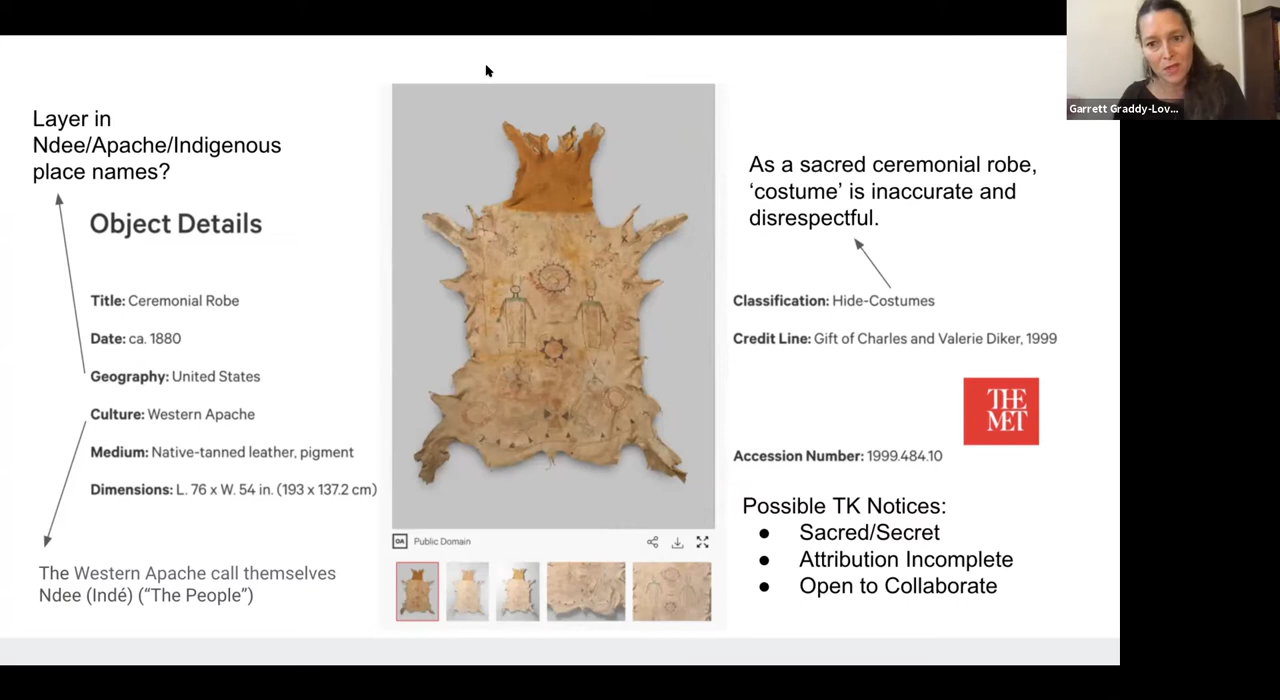 Garrett Graddy-Lov...
Layer in
Ndee/Apache/Indigenous
place names?
Object Details
Title: Ceremonial Robe
Date: ca. 1880
Geography: United States
Culture: Western Apache
Medium: Native-tanned leather, pigment
Dimensions: L. 76 x W. 54 in. (193 x 137.2 cm)
The Western Apache call themselves
Ndee (Indé) (“The People”)
OA Public Domain
As a sacred ceremonial robe,
‘costume’ is inaccurate and
disrespectful.
Classification: Hide-Costumes
Credit Line: Gift of Charles and Valerie Diker, 1999
THE
MET
Accession Number: 1999.484.10
Possible TK Notices:
● Sacred/Secret
● Attribution Incomplete
● Open to Collaborate